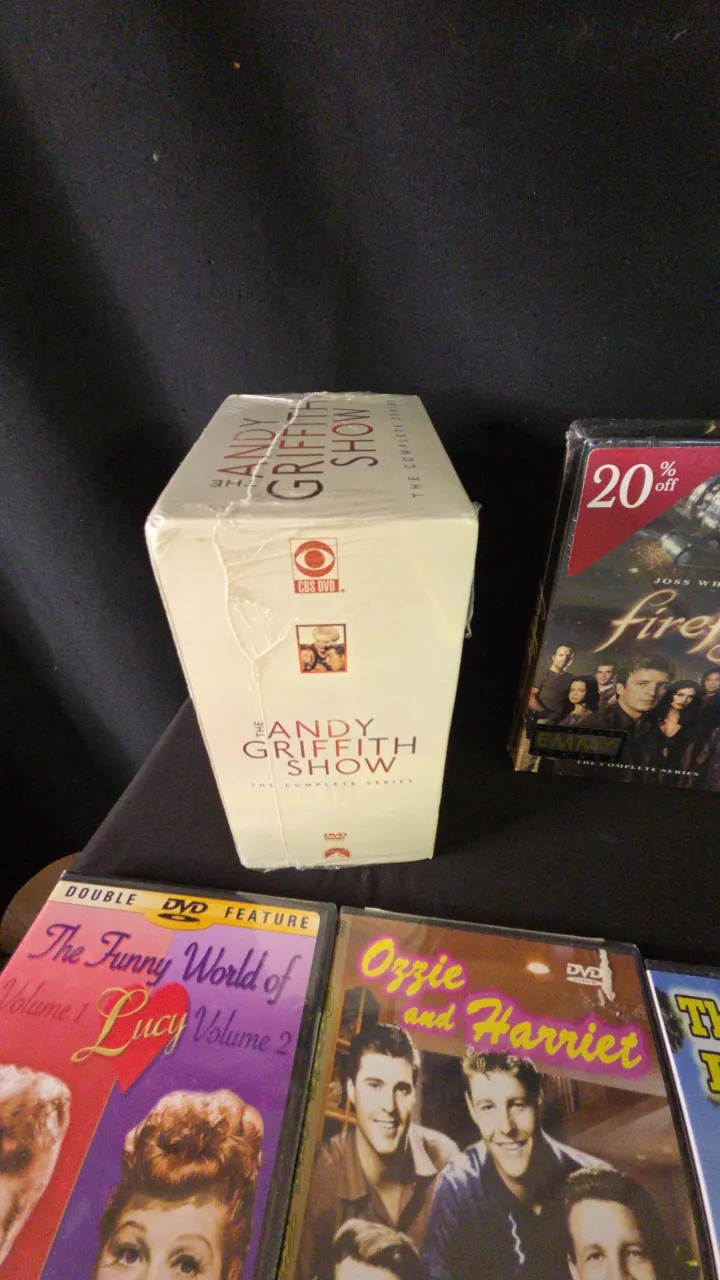 THE
ANDY
GRIFFITH
SHOW
THE COMPLETE SERIES
CBS DVD
THE
ANDY
GRIFFITH
SHOW
THE COMPLETE SERIES
DVD
20% off
JOSS WH
firef
EMMY
THE COMPLETE SERIES
DOUBLE DVD FEATURE
The Funny World of
Volume 1 Lucy Volume 2
DVD
Ozzie
and Harriet
Th